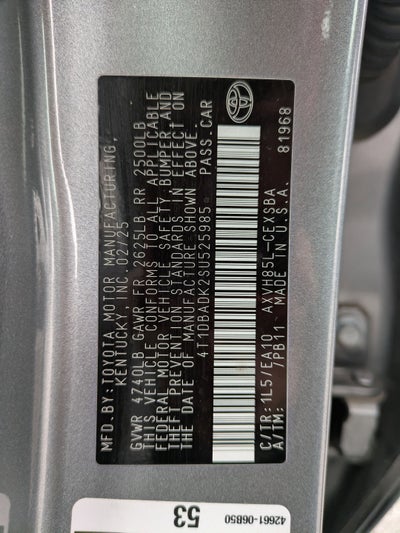 MFD. BY: TOYOTA MOTOR MANUFACTURING,
KENTUCKY, INC. 02/25
GVWR 4740LB GAWR FR 2625LB RR 2500LB
THIS VEHICLE CONFORMS TO ALL APPLICABLE
FEDERAL MOTOR VEHICLE SAFETY, BUMPER AND
THEFT PREVENTION STANDARDS IN EFFECT ON
THE DATE OF MANUFACTURE SHOWN ABOVE.
4T1DBADK2SU525985 PASS. CAR
C/TR: 1L5/EA10 AXVH85L-CEXSBA
A/TM: /PB11 MADE IN U.S.A. 81968
42661-06B50
53